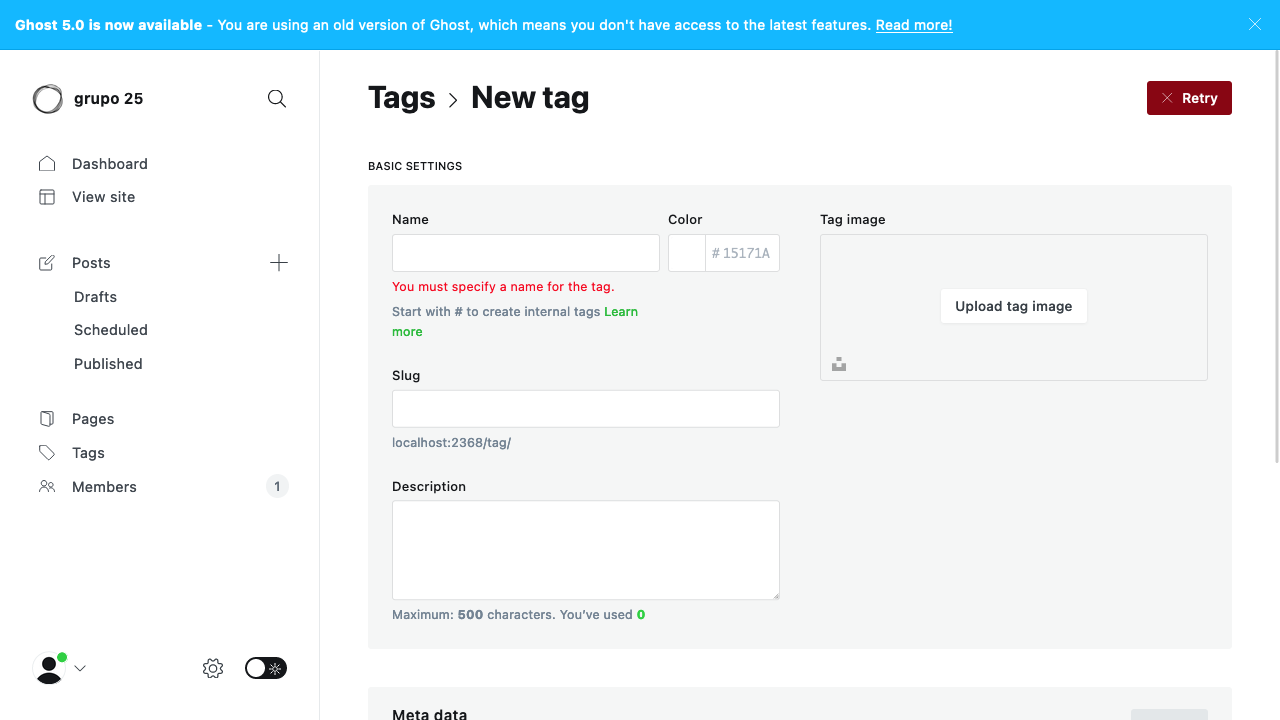 Ghost 5.0 is now available - You are using an old version of Ghost, which means you don't have access to the latest features. Read more!
grupo 25
Dashboard
View site
Posts
Drafts
Scheduled
Published
Pages
Tags
Members
1
Tags > New tag
Retry
BASIC SETTINGS
Name
Color
# 15171A
You must specify a name for the tag.
Start with # to create internal tags Learn
more
Slug
localhost:2368/tag/
Description
Maximum: 500 characters. You've used 0
Tag image
Upload tag image
Meta data